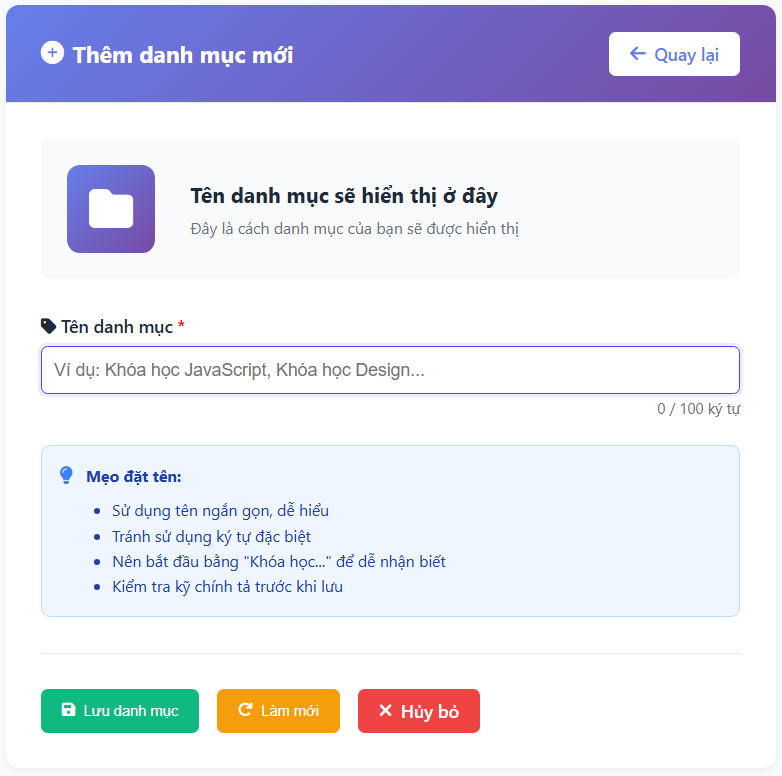 Thêm danh mục mới
Quay lại
Tên danh mục sẽ hiển thị ở đây
Đây là cách danh mục của bạn sẽ được hiển thị
Tên danh mục *
Ví dụ: Khóa học JavaScript, Khóa học Design...
0 / 100 ký tự
Mẹo đặt tên:
• Sử dụng tên ngắn gọn, dễ hiểu
• Tránh sử dụng ký tự đặc biệt
• Nên bắt đầu bằng "Khóa học..." để dễ nhận biết
• Kiểm tra kỹ chính tả trước khi lưu
Lưu danh mục
Làm mới
Hủy bỏ